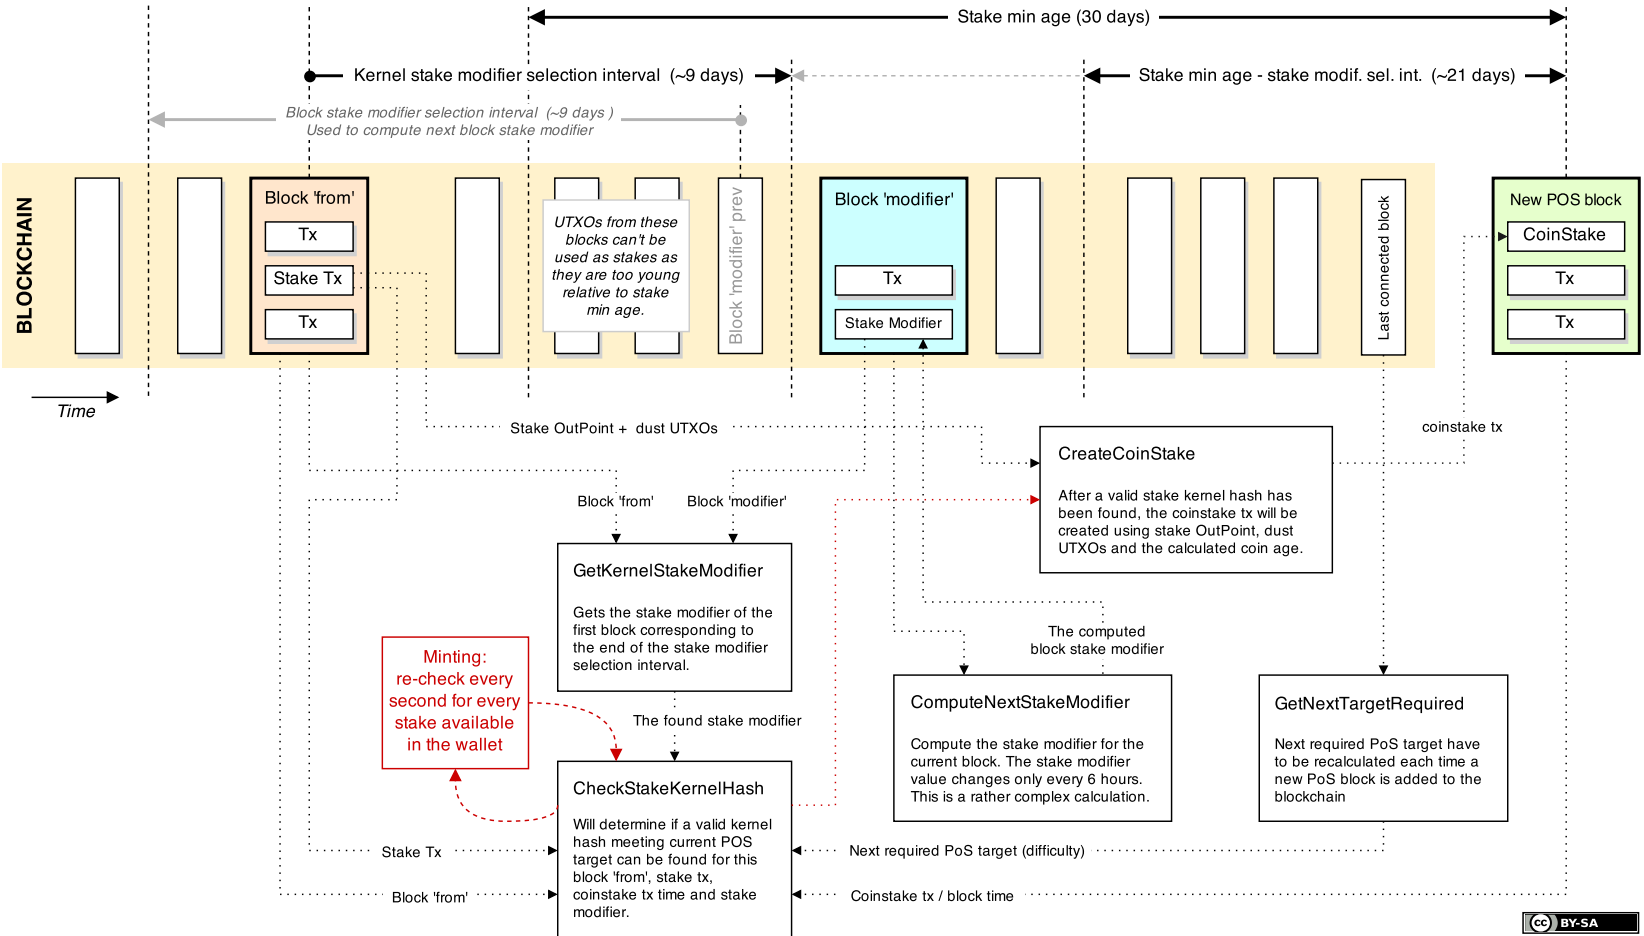 Stake min age (30 days)
Kernel stake modifier selection interval (~9 days)
Stake min age - stake modif. sel. int. (~21 days)
Block stake modifier selection interval (~9 days )
Used to compute next block stake modifier
BLOCKCHAIN
Block 'from'
Tx
Stake Tx
Tx
UTXOs from these
blocks can't be
used as stakes as
they are too young
relative to stake
min age.
Block 'modifier' prev
Block 'modifier'
Tx
Stake Modifier
Last connected block
New POS block
CoinStake
Tx
Tx
Time
Stake OutPoint + dust UTXOs
coinstake tx
CreateCoinStake
After a valid stake kernel hash has
been found, the coinstake tx will be
created using stake OutPoint, dust
UTXOs and the calculated coin age.
Block 'from'
Block 'modifier'
GetKernelStakeModifier
Gets the stake modifier of the
first block corresponding to
the end of the stake modifier
selection interval.
The computed
block stake modifier
Minting:
re-check every
second for every
stake available
in the wallet
The found stake modifier
ComputeNextStakeModifier
Compute the stake modifier for the
current block. The stake modifier
value changes only every 6 hours.
This is a rather complex calculation.
GetNextTargetRequired
Next required PoS target have
to be recalculated each time a
new PoS block is added to the
blockchain
CheckStakeKernelHash
Will determine if a valid kernel
hash meeting current POS
target can be found for this
block 'from', stake tx,
coinstake tx time and stake
modifier.
Stake Tx
Next required PoS target (difficulty)
Block 'from'
Coinstake tx / block time
cc BY-SA